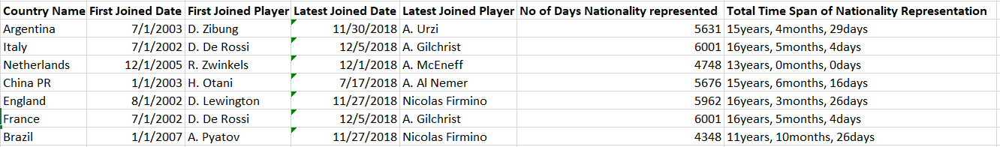 Country Name First Joined Date First Joined Player Latest Joined Date Latest Joined Player No of Days Nationality represented Total Time Span of Nationality Representation
Argentina 7/1/2003 D. Zibung 11/30/2018 A. Urzi 5631 15years, 4months, 29days
Italy 7/1/2002 D. De Rossi 12/5/2018 A. Gilchrist 6001 16years, 5months, 4days
Netherlands 12/1/2005 R. Zwinkels 12/1/2018 A. McEneff 4748 13years, 0months, 0days
China PR 1/1/2003 H. Otani 7/17/2018 A. Al Nemer 5676 15years, 6months, 16days
England 8/1/2002 D. Lewington 11/27/2018 Nicolas Firmino 5962 16years, 3months, 26days
France 7/1/2002 D. De Rossi 12/5/2018 A. Gilchrist 6001 16years, 5months, 4days
Brazil 1/1/2007 A. Pyatov 11/27/2018 Nicolas Firmino 4348 11years, 10months, 26days